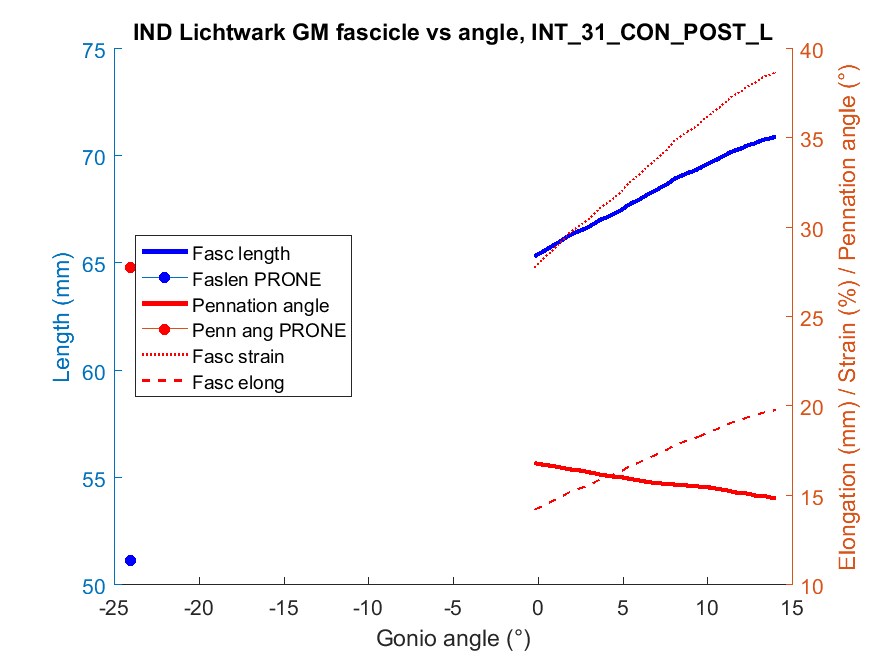 IND Lichtwark GM fascicle vs angle, INT_31_CON_POST_L
75
70
65
60
55
50
Length (mm)
40
35
30
25
20
15
10
Elongation (mm) / Strain (%) / Pennation angle (°)
Fasc length
Faslen PRONE
Pennation angle
Penn ang PRONE
Fasc strain
Fasc elong
-25 -20 -15 -10 -5 0 5 10 15
Gonio angle (°)